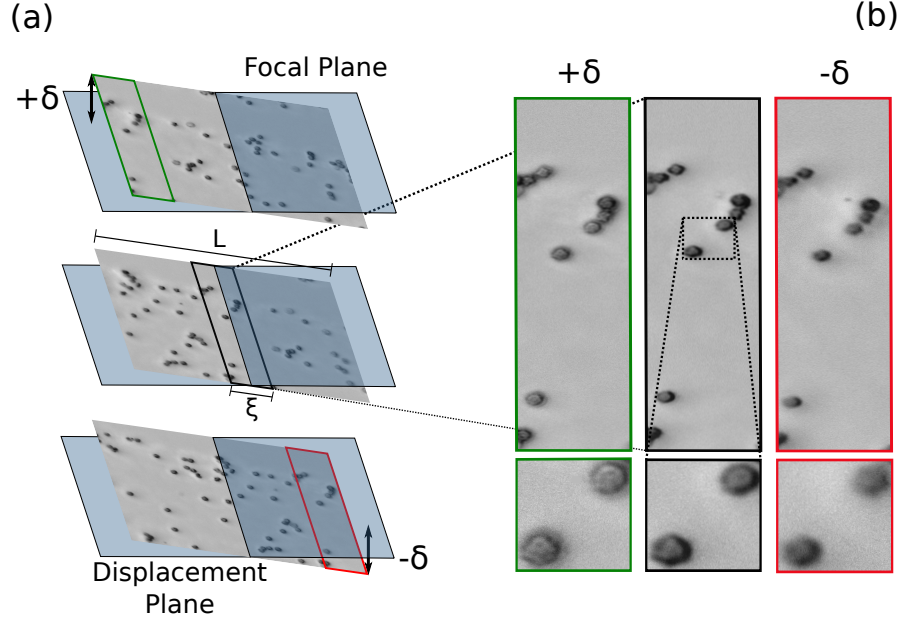 (a)
(b)
Focal Plane
+δ
+δ
-δ
L
ξ
-δ
Displacement
Plane